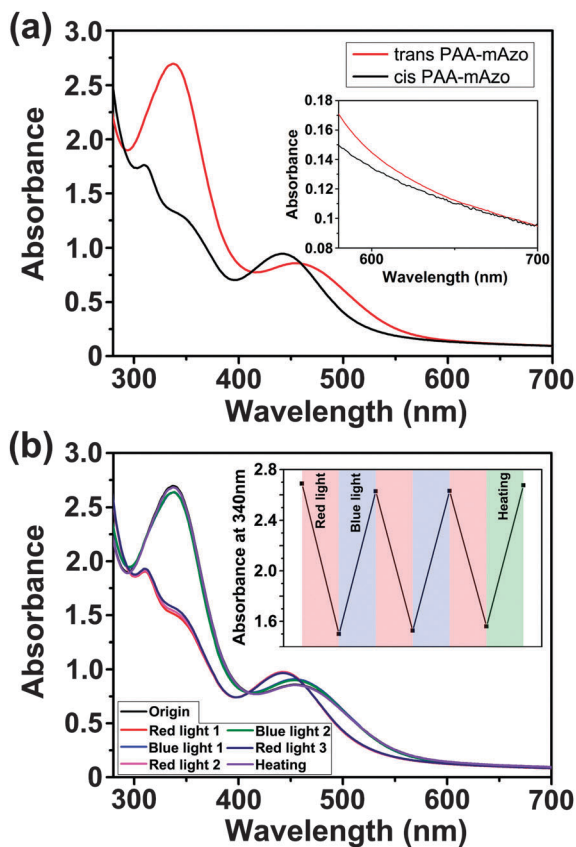 (a)
3.0
2.5
2.0
1.5
1.0
0.5
0
Absorbance
trans PAA-mAzo
cis PAA-mAzo
0.18
0.16
0.14
0.12
0.1
0.08
Absorbance
600
700
Wavelength (nm)
300
400
500
600
700
Wavelength (nm)
(b)
3.0
2.5
2.0
1.5
1.0
0.75
0.5
0
Absorbance
2.8
2.4
2.0
1.6
Absorbance at 340nm
Red light
Blue light
Heating
Origin
Red light 1
Blue light 1
Red light 2
Blue light 2
Red light 3
Heating
300
400
500
600
700
Wavelength (nm)